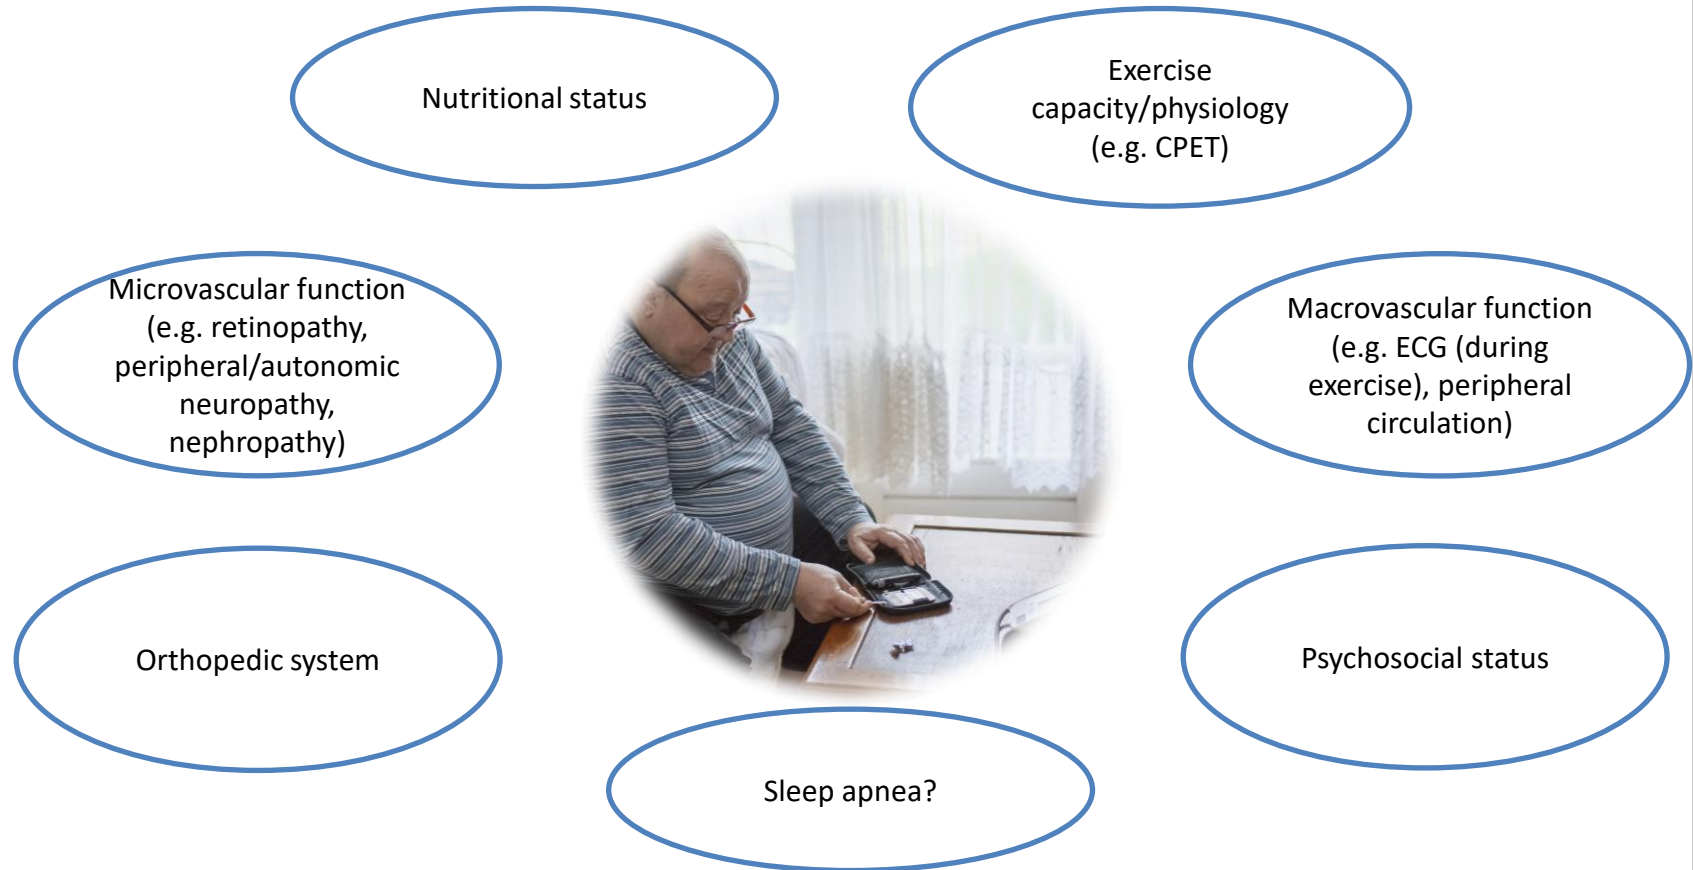 Nutritional status
Exercise
capacity/physiology
(e.g. CPET)
Microvascular function
(e.g. retinopathy,
peripheral/autonomic
neuropathy,
nephropathy)
Macrovascular function
(e.g. ECG (during
exercise), peripheral
circulation)
Orthopedic system
Psychosocial status
Sleep apnea?